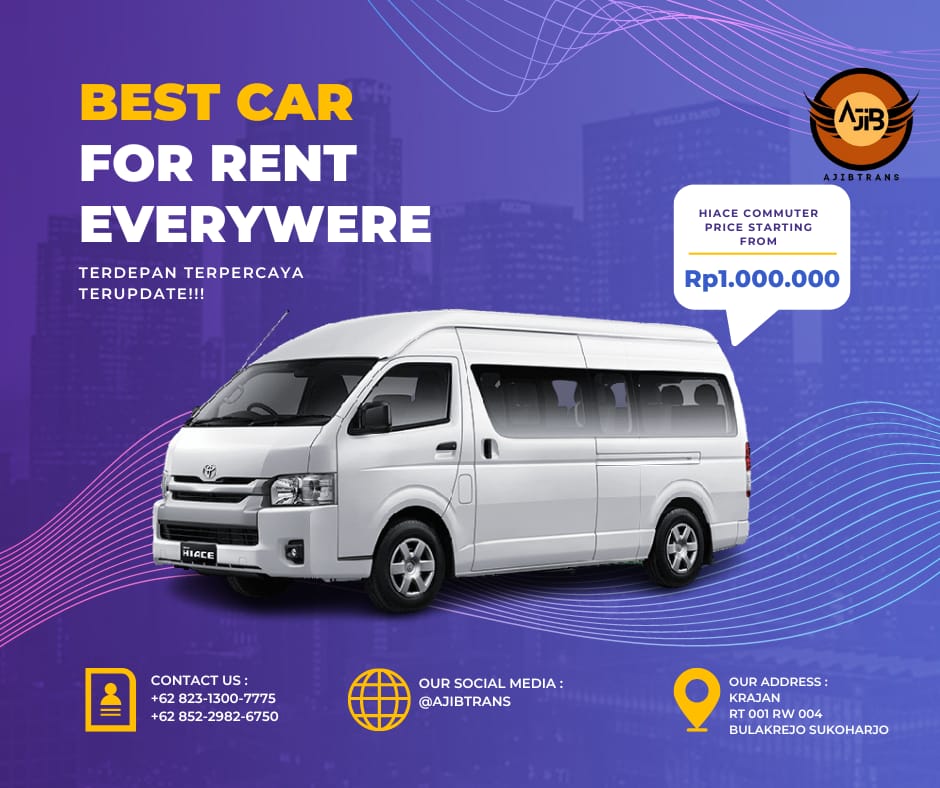 BEST CAR
FOR RENT
EVERYWERE
TERDEPAN TERPERCAYA
TERUPDATE!!!
AJIB
AJIBTRANS
HIACE COMMUTER
PRICE STARTING
FROM
Rp1.000.000
WELLS FARGO
HIACE
CONTACT US :
+62 823-1300-7775
+62 852-2982-6750
OUR SOCIAL MEDIA :
@AJIBTRANS
OUR ADDRESS :
KRAJAN
RT 001 RW 004
BULAKREJO SUKOHARJO